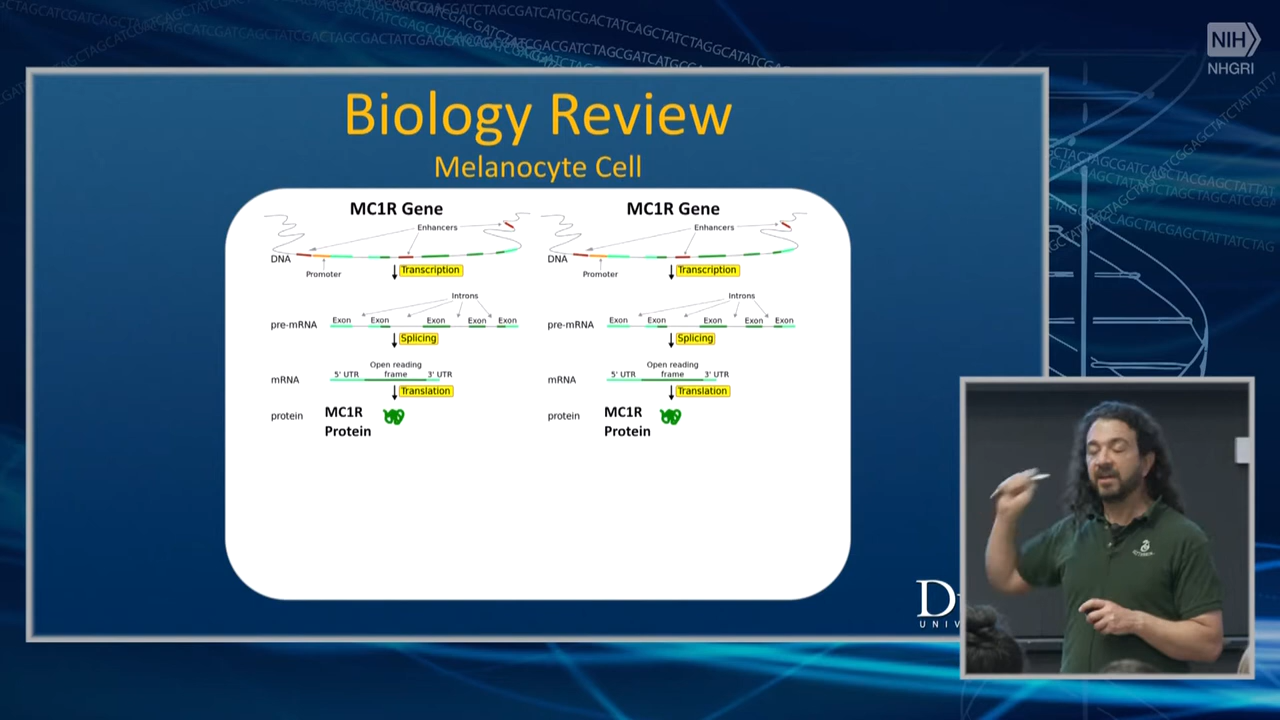 NIH
NHGRI
Biology Review
Melanocyte Cell
MC1R Gene
Enhancers
DNA
Promoter
Transcription
Introns
pre-mRNA
Exon Exon Exon Exon Exon
Splicing
Open reading
mRNA
5' UTR frame 3' UTR
Translation
protein
MC1R
Protein
MC1R Gene
Enhancers
DNA
Promoter
Transcription
Introns
pre-mRNA
Exon Exon Exon Exon Exon
Splicing
Open reading
mRNA
5' UTR frame 3' UTR
Translation
protein
MC1R
Protein